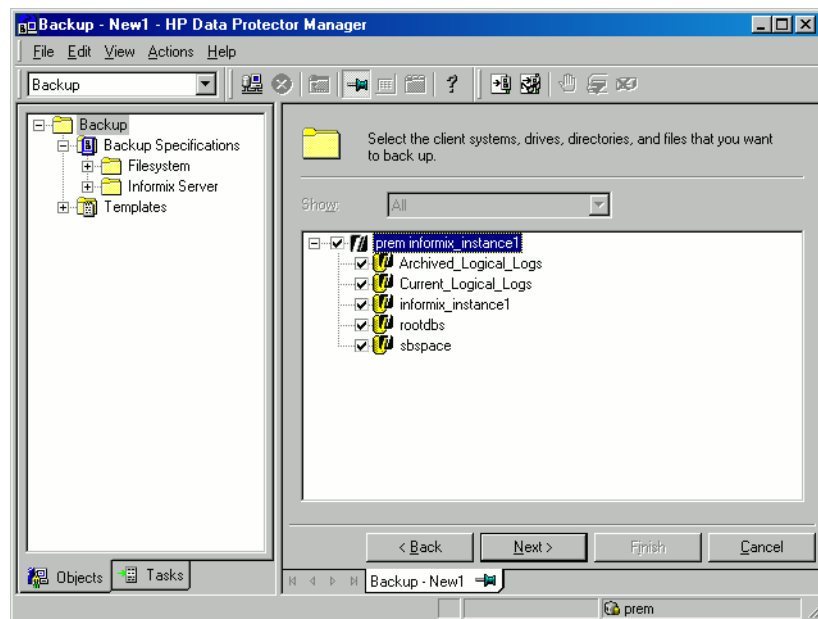 Backup - New1 - HP Data Protector Manager
File Edit View Actions Help
Backup
?
Backup
Backup Specifications
Filesystem
Informix Server
Templates
Select the client systems, drives, directories, and files that you want
to back up.
Show: All
prem informix_instance1
Archived_Logical_Logs
Current_Logical_Logs
informix_instance1
rootdbs
sbspace
< Back Next > Finish Cancel
Objects Tasks
Backup - New1
prem